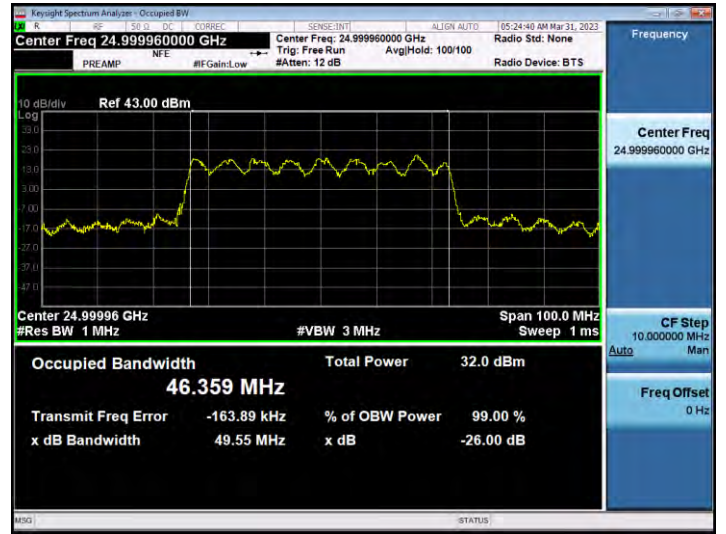 Keysight Spectrum Analyzer - Occupied BW
R RF 50 Ω DC CORREC SENSE:INT ALIGN AUTO 05:24:40 AM Mar 31, 2023
Center Freq 24.999960000 GHz Center Freq: 24.999960000 GHz Radio Std: None
NFE Trig: Free Run Avg|Hold: 100/100
PREAMP #IFGain:Low #Atten: 12 dB Radio Device: BTS
Frequency
10 dB/div Ref 43.00 dBm
Log
33.0
23.0
13.0
3.00
-7.00
-17.0
-27.0
-37.0
-47.0
Center Freq
24.999960000 GHz
Center 24.99996 GHz Span 100.0 MHz
#Res BW 1 MHz #VBW 3 MHz Sweep 1 ms
CF Step
10.000000 MHz
Auto Man
Freq Offset
0 Hz
Occupied Bandwidth Total Power 32.0 dBm
46.359 MHz
Transmit Freq Error -163.89 kHz % of OBW Power 99.00 %
x dB Bandwidth 49.55 MHz x dB -26.00 dB
MSG STATUS